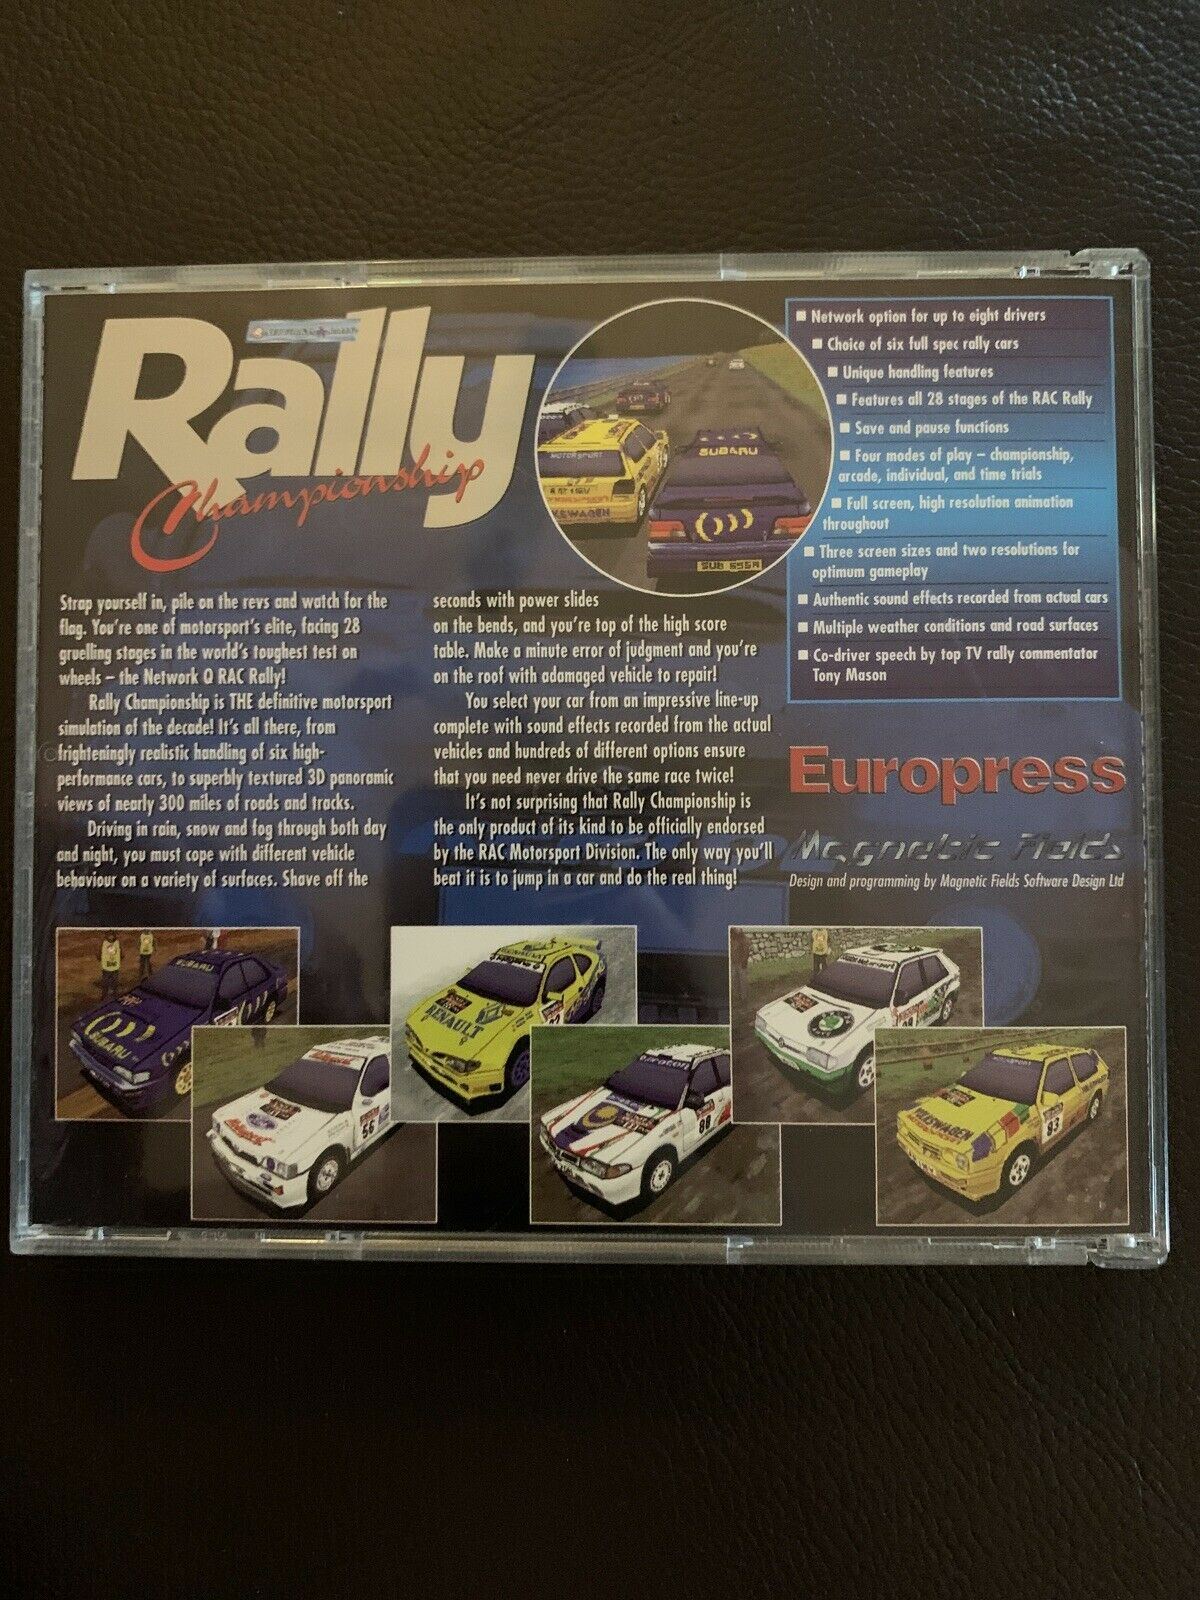 Rally
Championship
MOTORSPORT
VOLKSWAGEN
SUBARU
SUB 555A
Network option for up to eight drivers
Choice of six full spec rally cars
Unique handling features
Features all 28 stages of the RAC Rally
Save and pause functions
Four modes of play – championship,
arcade, individual, and time trials
Full screen, high resolution animation
throughout
Three screen sizes and two resolutions for
optimum gameplay
Authentic sound effects recorded from actual cars
Multiple weather conditions and road surfaces
Co-driver speech by top TV rally commentator
Tony Mason
Strap yourself in, pile on the revs and watch for the
flag. You're one of motorsport's elite, facing 28
gruelling stages in the world's toughest test on
wheels – the Network Q RAC Rally!
Rally Championship is THE definitive motorsport
simulation of the decade! It's all there, from
frighteningly realistic handling of six high-
performance cars, to superbly textured 3D panoramic
views of nearly 300 miles of roads and tracks.
Driving in rain, snow and fog through both day
and night, you must cope with different vehicle
behaviour on a variety of surfaces. Shave off the
seconds with power slides
on the bends, and you're top of the high score
table. Make a minute error of judgment and you're
on the roof with adamaged vehicle to repair!
You select your car from an impressive line-up
complete with sound effects recorded from the actual
vehicles and hundreds of different options ensure
that you need never drive the same race twice!
It's not surprising that Rally Championship is
the only product of its kind to be officially endorsed
by the RAC Motorsport Division. The only way you'll
beat it is to jump in a car and do the real thing!
Europress
Magnetic Fields
Design and programming by Magnetic Fields Software Design Ltd
SUBARU
SUBARU
RENAULT
56
88
VOLKSWAGEN
93